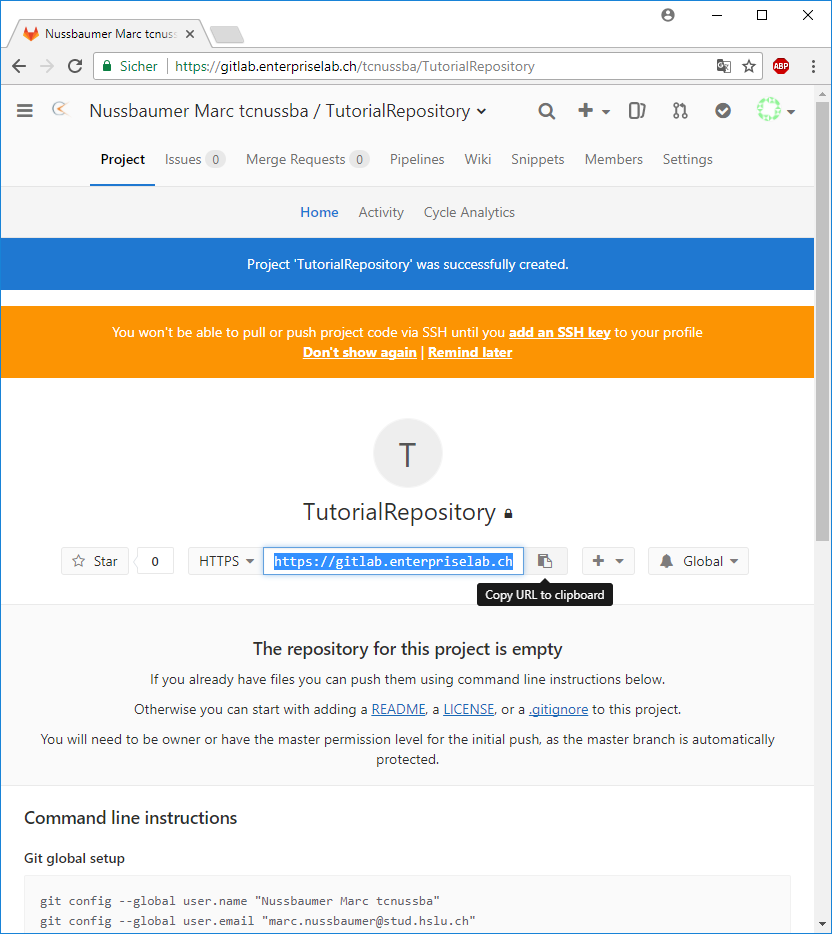 Nussbaumer Marc tcnuss
Sicher https://gitlab.enterpriselab.ch/tcnussba/TutorialRepository ABP
Nussbaumer Marc tcnussba / TutorialRepository
Project Issues 0 Merge Requests 0 Pipelines Wiki Snippets Members Settings
Home Activity Cycle Analytics
Project 'TutorialRepository' was successfully created.
You won't be able to pull or push project code via SSH until you add an SSH key to your profile
Don't show again | Remind later
T
TutorialRepository
Star 0 HTTPS https://gitlab.enterpriselab.ch Global
Copy URL to clipboard
The repository for this project is empty
If you already have files you can push them using command line instructions below.
Otherwise you can start with adding a README, a LICENSE, or a .gitignore to this project.
You will need to be owner or have the master permission level for the initial push, as the master branch is automatically
protected.
Command line instructions
Git global setup
git config --global user.name "Nussbaumer Marc tcnussba"
git config --global user.email "marc.nussbaumer@stud.hslu.ch"